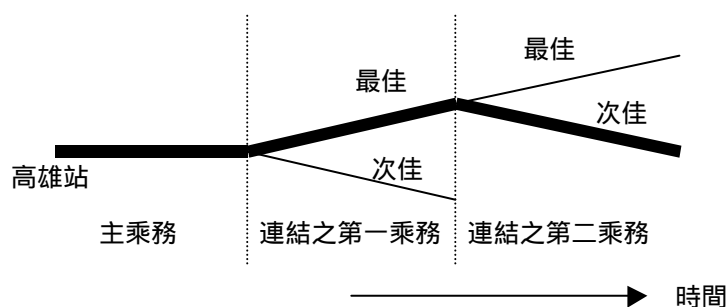 最佳
最佳
次佳
次佳
高雄站
主乘務
連結之第一乘務
連結之第二乘務
時間